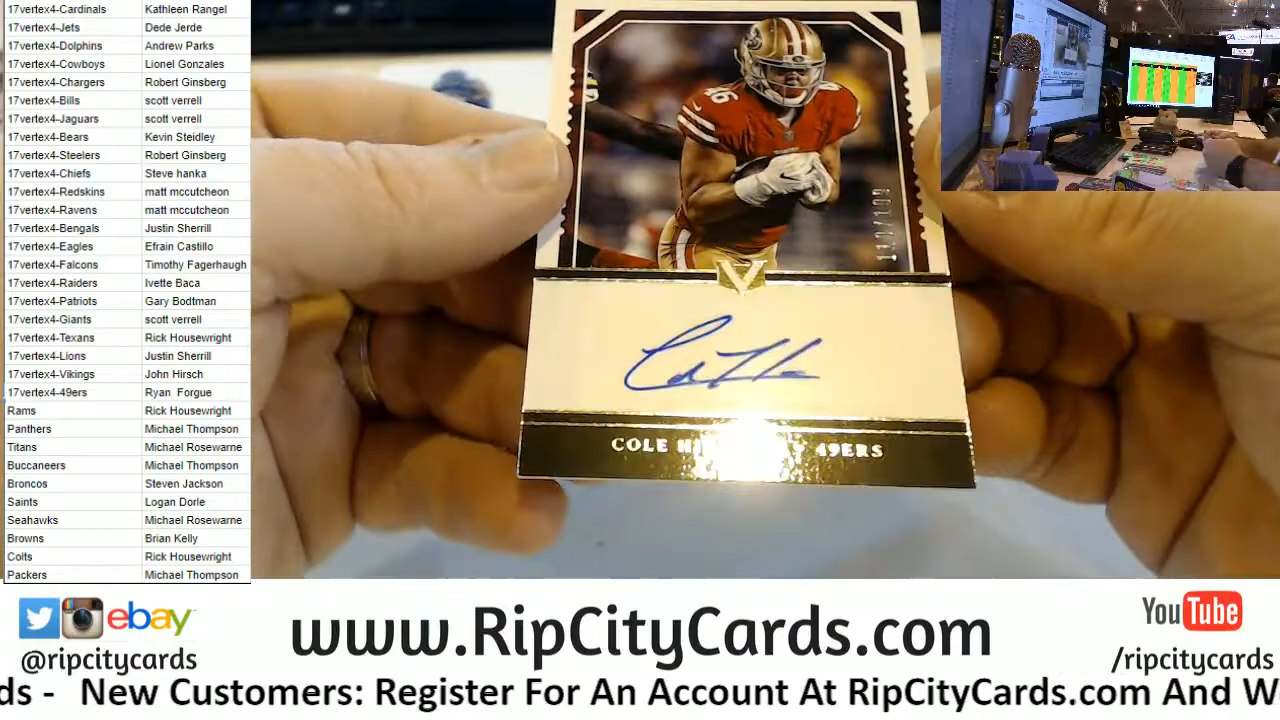 17vertex4-Cardinals Kathleen Rangel
17vertex4-Jets Dede Jerde
17vertex4-Dolphins Andrew Parks
17vertex4-Cowboys Lionel Gonzales
17vertex4-Chargers Robert Ginsberg
17vertex4-Bills scott verrell
17vertex4-Jaguars scott verrell
17vertex4-Bears Kevin Steidley
17vertex4-Steelers Robert Ginsberg
17vertex4-Chiefs Steve hanka
17vertex4-Redskins matt mccutcheon
17vertex4-Ravens matt mccutcheon
17vertex4-Bengals Justin Sherrill
17vertex4-Eagles Efrain Castillo
17vertex4-Falcons Timothy Fagerhaugh
17vertex4-Raiders Ivette Baca
17vertex4-Patriots Gary Bodtman
17vertex4-Giants scott verrell
17vertex4-Texans Rick Housewright
17vertex4-Lions Justin Sherrill
17vertex4-Vikings John Hirsch
17vertex4-49ers Ryan Forgue
Rams Rick Housewright
Panthers Michael Thompson
Titans Michael Rosewarne
Buccaneers Michael Thompson
Broncos Steven Jackson
Saints Logan Dorle
Seahawks Michael Rosewarne
Browns Brian Kelly
Colts Rick Housewright
Packers Michael Thompson
V
COLE 49ERS
ebay
@ripcitycards
www.RipCityCards.com
YouTube
/ripcitycards
ds - New Customers: Register For An Account At RipCityCards.com And W